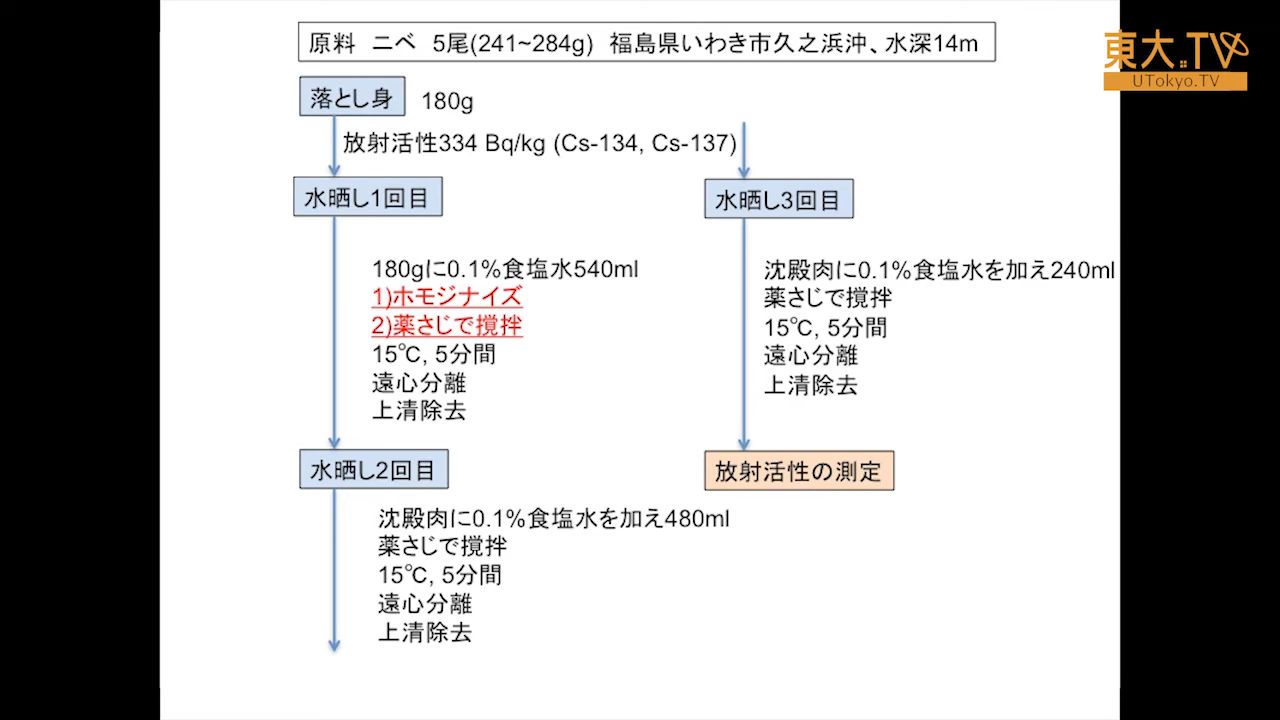 原料 ニベ 5尾(241~284g) 福島県いわき市久之浜沖、水深14m
東大.TV
UTokyo.TV
落とし身 180g
放射活性334 Bq/kg (Cs-134, Cs-137)
水晒し1回目
180gに0.1%食塩水540ml
1)ホモジナイズ
2)薬さじで撹拌
15℃, 5分間
遠心分離
上清除去
水晒し2回目
沈殿肉に0.1%食塩水を加え480ml
薬さじで撹拌
15℃, 5分間
遠心分離
上清除去
水晒し3回目
沈殿肉に0.1%食塩水を加え240ml
薬さじで撹拌
15℃, 5分間
遠心分離
上清除去
放射活性の測定